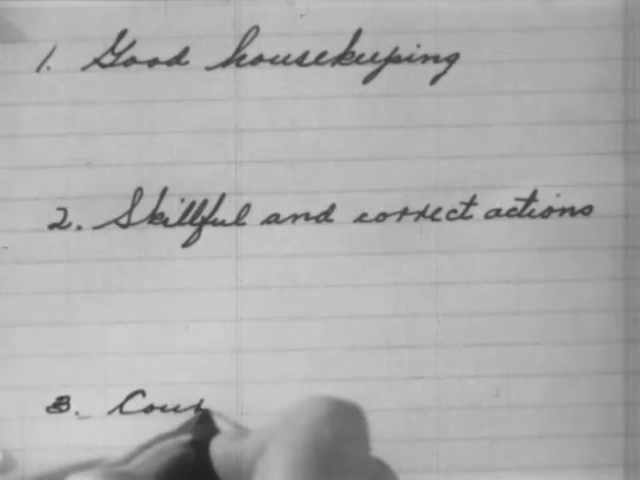 1. Good housekeeping
2. Skillful and correct actions
3. Cour